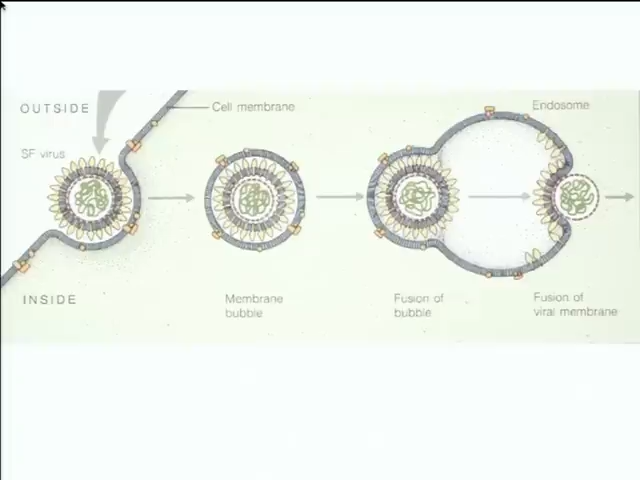 OUTSIDE
Cell membrane
Endosome
SF virus
INSIDE
Membrane
bubble
Fusion of
bubble
Fusion of
viral membrane